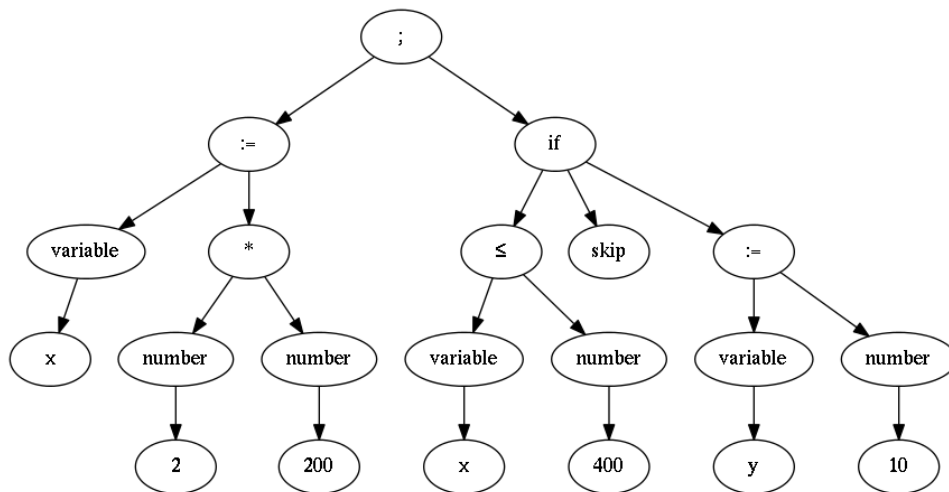 ;
:=
if
variable
*
≤
skip
:=
x
number
number
variable
number
variable
number
2
200
x
400
y
10